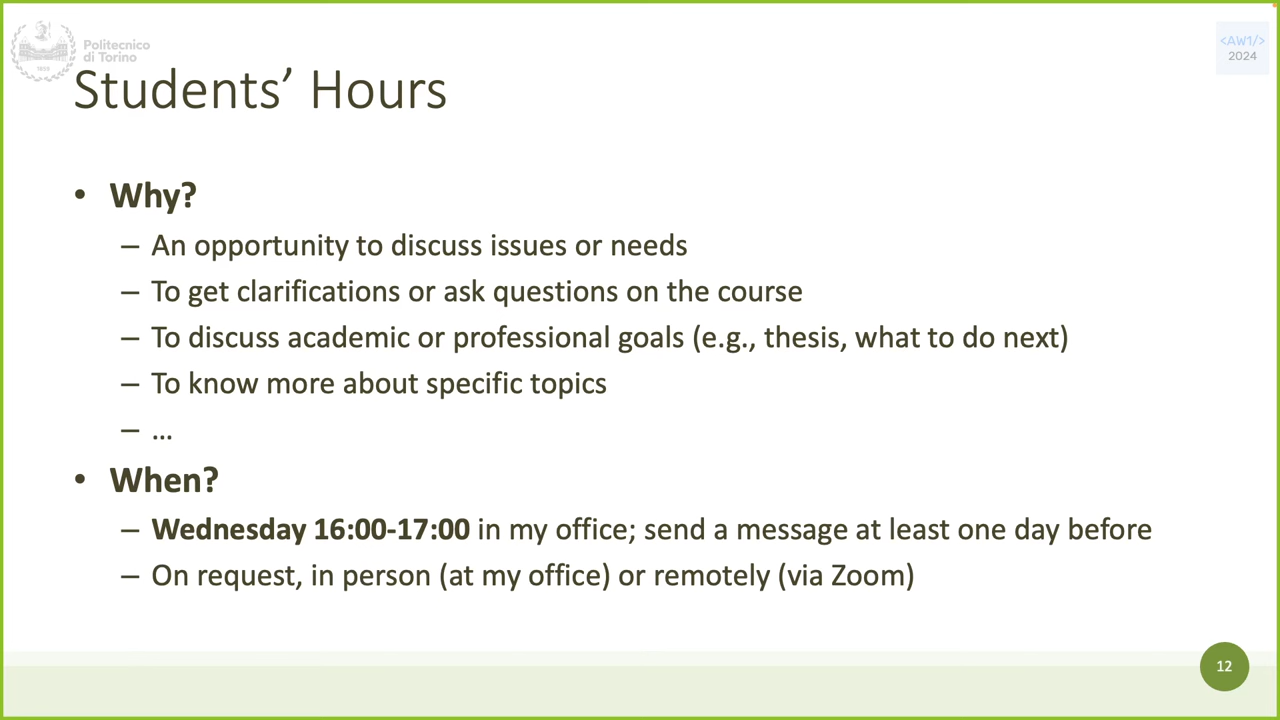 Politecnico
di Torino
1859
<AW1/>
2024
Students’ Hours
• Why?
– An opportunity to discuss issues or needs
– To get clarifications or ask questions on the course
– To discuss academic or professional goals (e.g., thesis, what to do next)
– To know more about specific topics
– …
• When?
– Wednesday 16:00-17:00 in my office; send a message at least one day before
– On request, in person (at my office) or remotely (via Zoom)
12